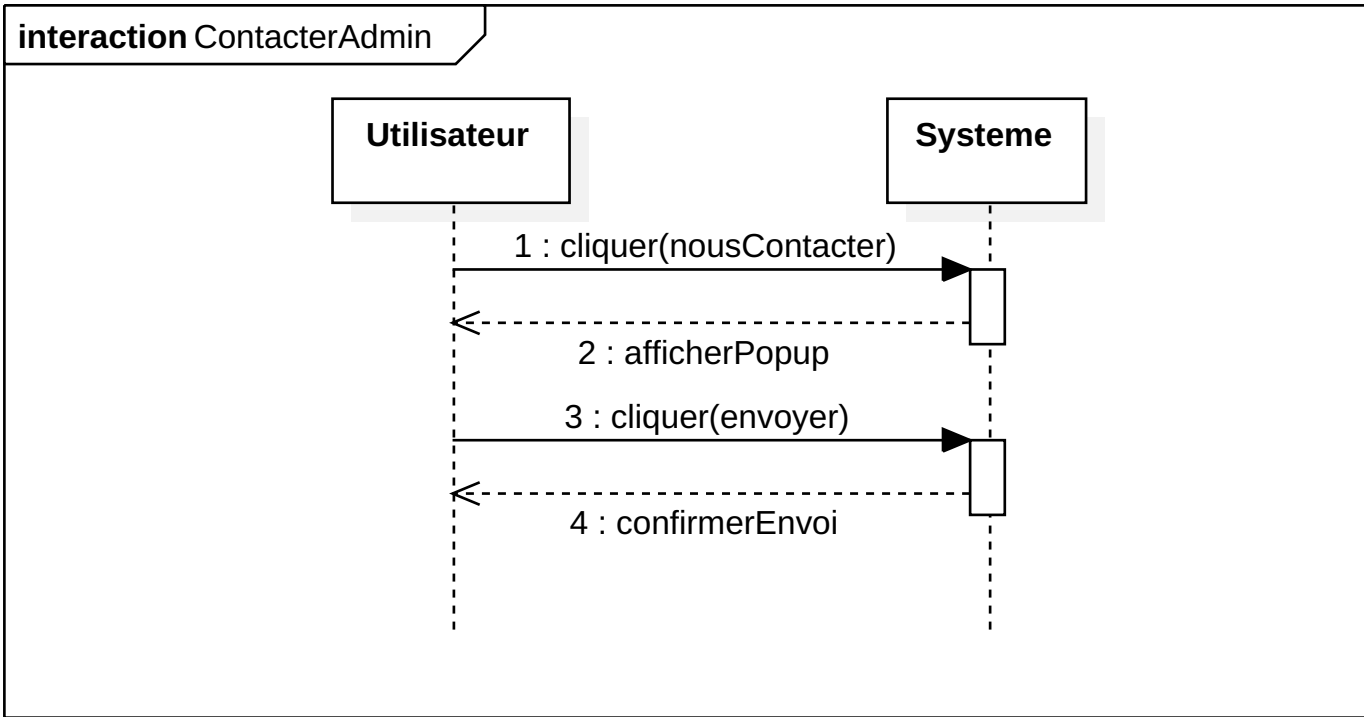 interaction ContacterAdmin
Utilisateur
Systeme
1 : cliquer(nousContacter)
2 : afficherPopup
3 : cliquer(envoyer)
4 : confirmerEnvoi